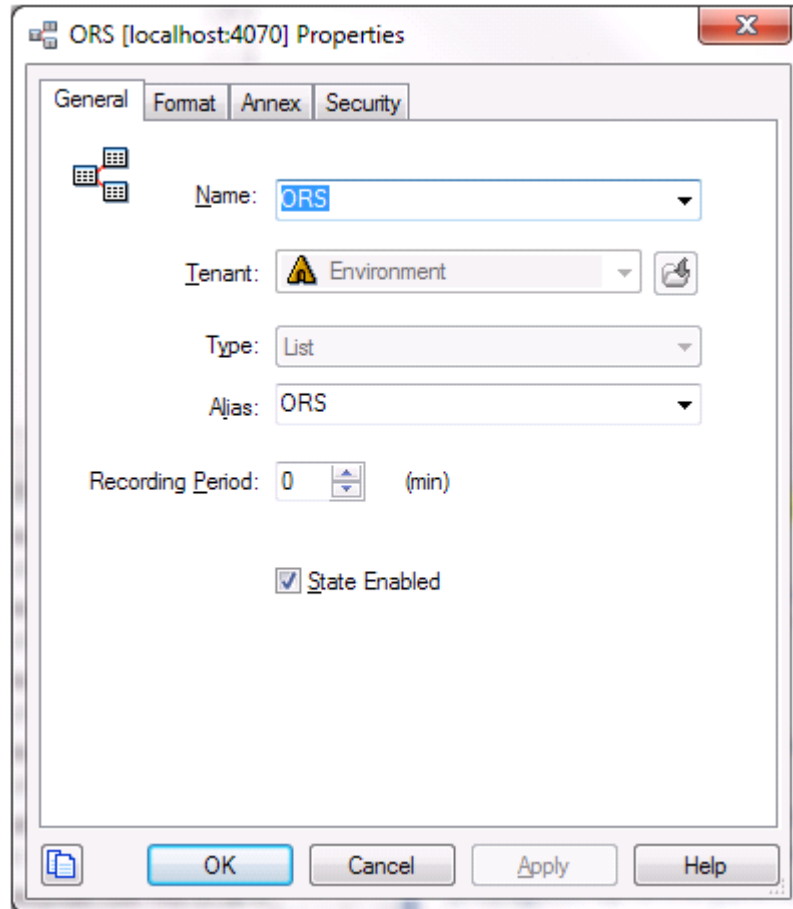 ORS [localhost:4070] Properties
General Format Annex Security
Name: ORS
Tenant: Environment
Type: List
Alias: ORS
Recording Period: 0 (min)
State Enabled
OK Cancel Apply Help